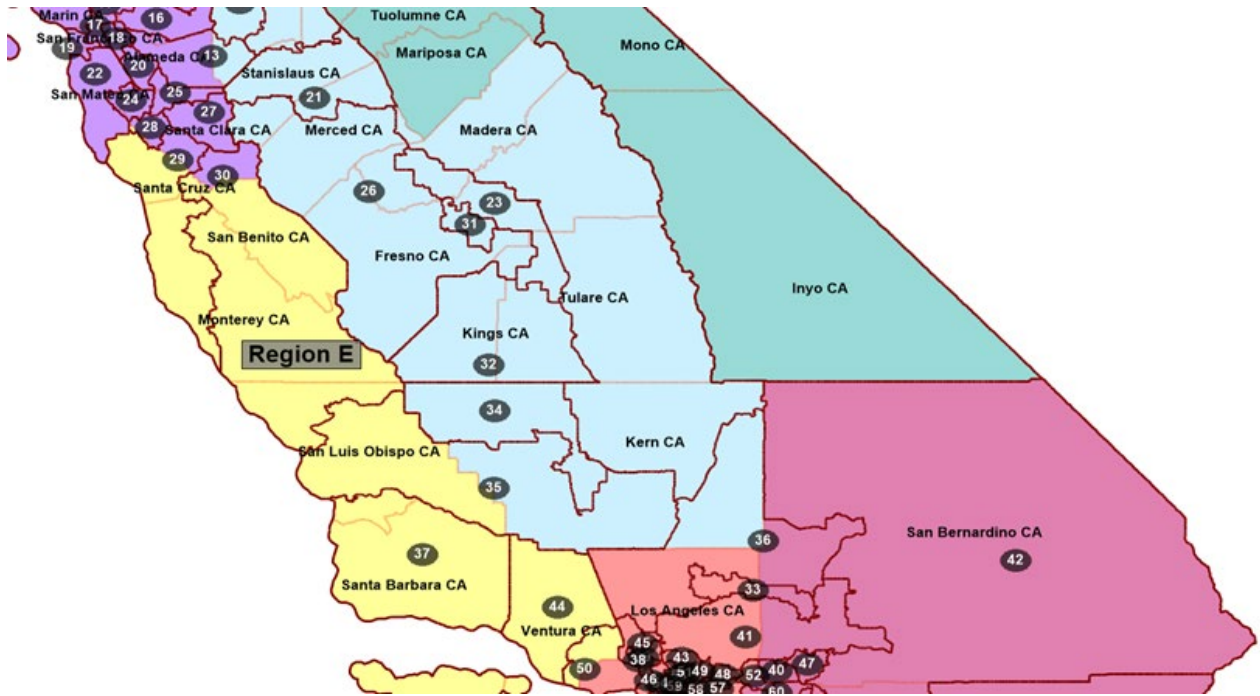 Marin CA
16
17
18
San Francisco CA
19
20
Alameda CA
13
22
San Mateo CA
24
25
27
28
Santa Clara CA
29
30
Santa Cruz CA
Tuolumne CA
Mariposa CA
Mono CA
Stanislaus CA
21
Merced CA
Madera CA
26
23
31
San Benito CA
Fresno CA
Inyo CA
Tulare CA
Monterey CA
Kings CA
Region E
32
34
Kern CA
San Luis Obispo CA
35
36
San Bernardino CA
42
37
Santa Barbara CA
33
44
Los Angeles CA
Ventura CA
41
45
38
43
50
46
49
48
52
40
47
59
58
57
60